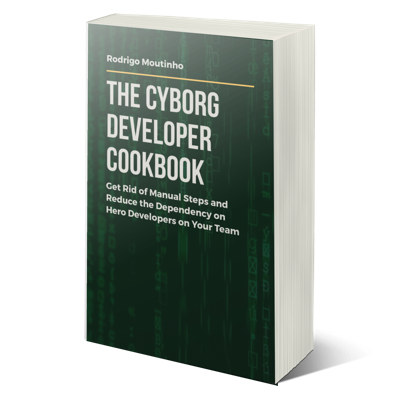 Rodrigo Moutinho
THE CYBORG
DEVELOPER
COOKBOOK
Get Rid of Manual Steps and
Reduce the Dependency on
Hero Developers on Your Team